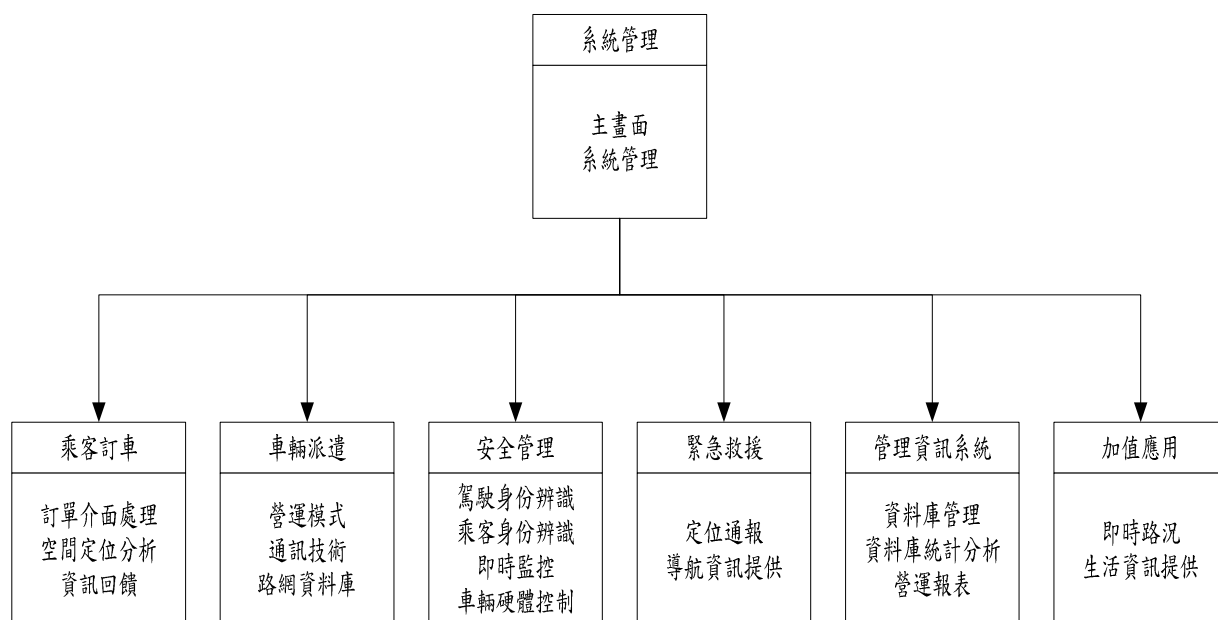 系統管理
主畫面
系統管理
乘客訂車
訂單介面處理
空間定位分析
資訊回饋
車輛派遣
營運模式
通訊技術
路網資料庫
安全管理
駕駛身份辨識
乘客身份辨識
即時監控
車輛硬體控制
緊急救援
定位通報
導航資訊提供
管理資訊系統
資料庫管理
資料庫統計分析
營運報表
加值應用
即時路況
生活資訊提供